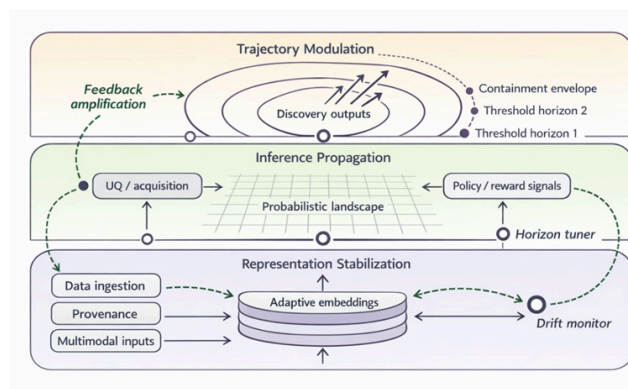 Trajectory Modulation
Feedback
amplification
Containment envelope
Discovery outputs
Threshold horizon 2
Threshold horizon 1
Inference Propagation
UQ / acquisition
Policy / reward signals
Probabilistic landscape
Horizon tuner
Representation Stabilization
Data ingestion
Adaptive embeddings
Provenance
Drift monitor
Multimodal inputs